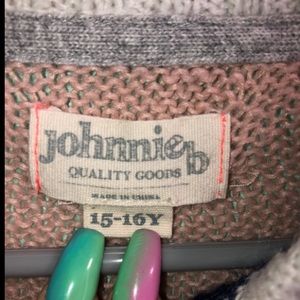 johnnie b
QUALITY GOODS
MADE IN CHINA
15-16Y